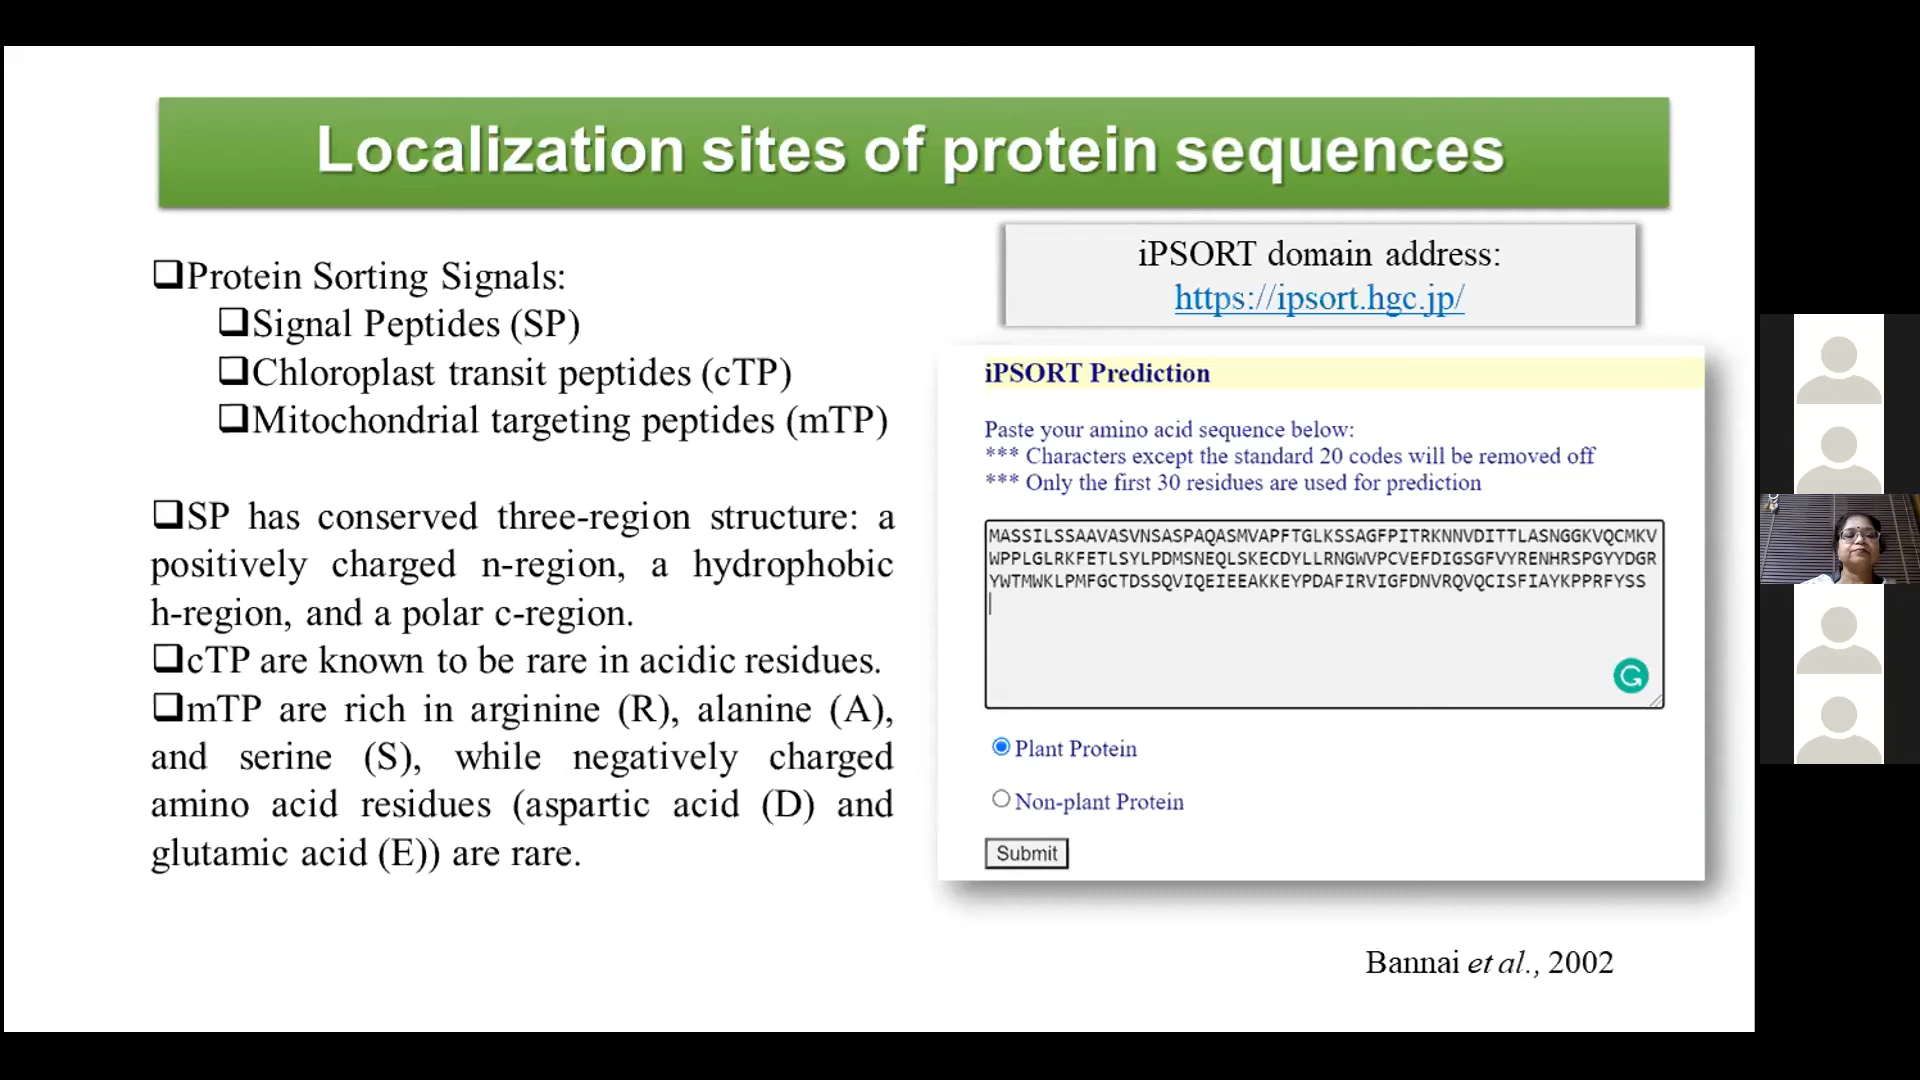 Localization sites of protein sequences
❑Protein Sorting Signals:
❑Signal Peptides (SP)
❑Chloroplast transit peptides (cTP)
❑Mitochondrial targeting peptides (mTP)
❑SP has conserved three-region structure: a
positively charged n-region, a hydrophobic
h-region, and a polar c-region.
❑cTP are known to be rare in acidic residues.
❑mTP are rich in arginine (R), alanine (A),
and serine (S), while negatively charged
amino acid residues (aspartic acid (D) and
glutamic acid (E)) are rare.
iPSORT domain address:
https://ipsort.hgc.jp/
iPSORT Prediction
Paste your amino acid sequence below:
*** Characters except the standard 20 codes will be removed off
*** Only the first 30 residues are used for prediction
MASSILSSAAVASVNSASPAQASMVAPFTGLKSSAGFPITRKNNVDITTLASNGGKVQCMKV
WPPLGLRKFETLSYLPDMSNEQLSKECDYLLRNGWVPCVEFDIGSGFVYRENHRSPGYYDGR
YWTMWKLPMFGCTDSSQVIQEIEEAKKEYPDAFIRVIGFDNVRQVQCISFIAYKPPRFYSS
Plant Protein
Non-plant Protein
Submit
Bannai et al., 2002